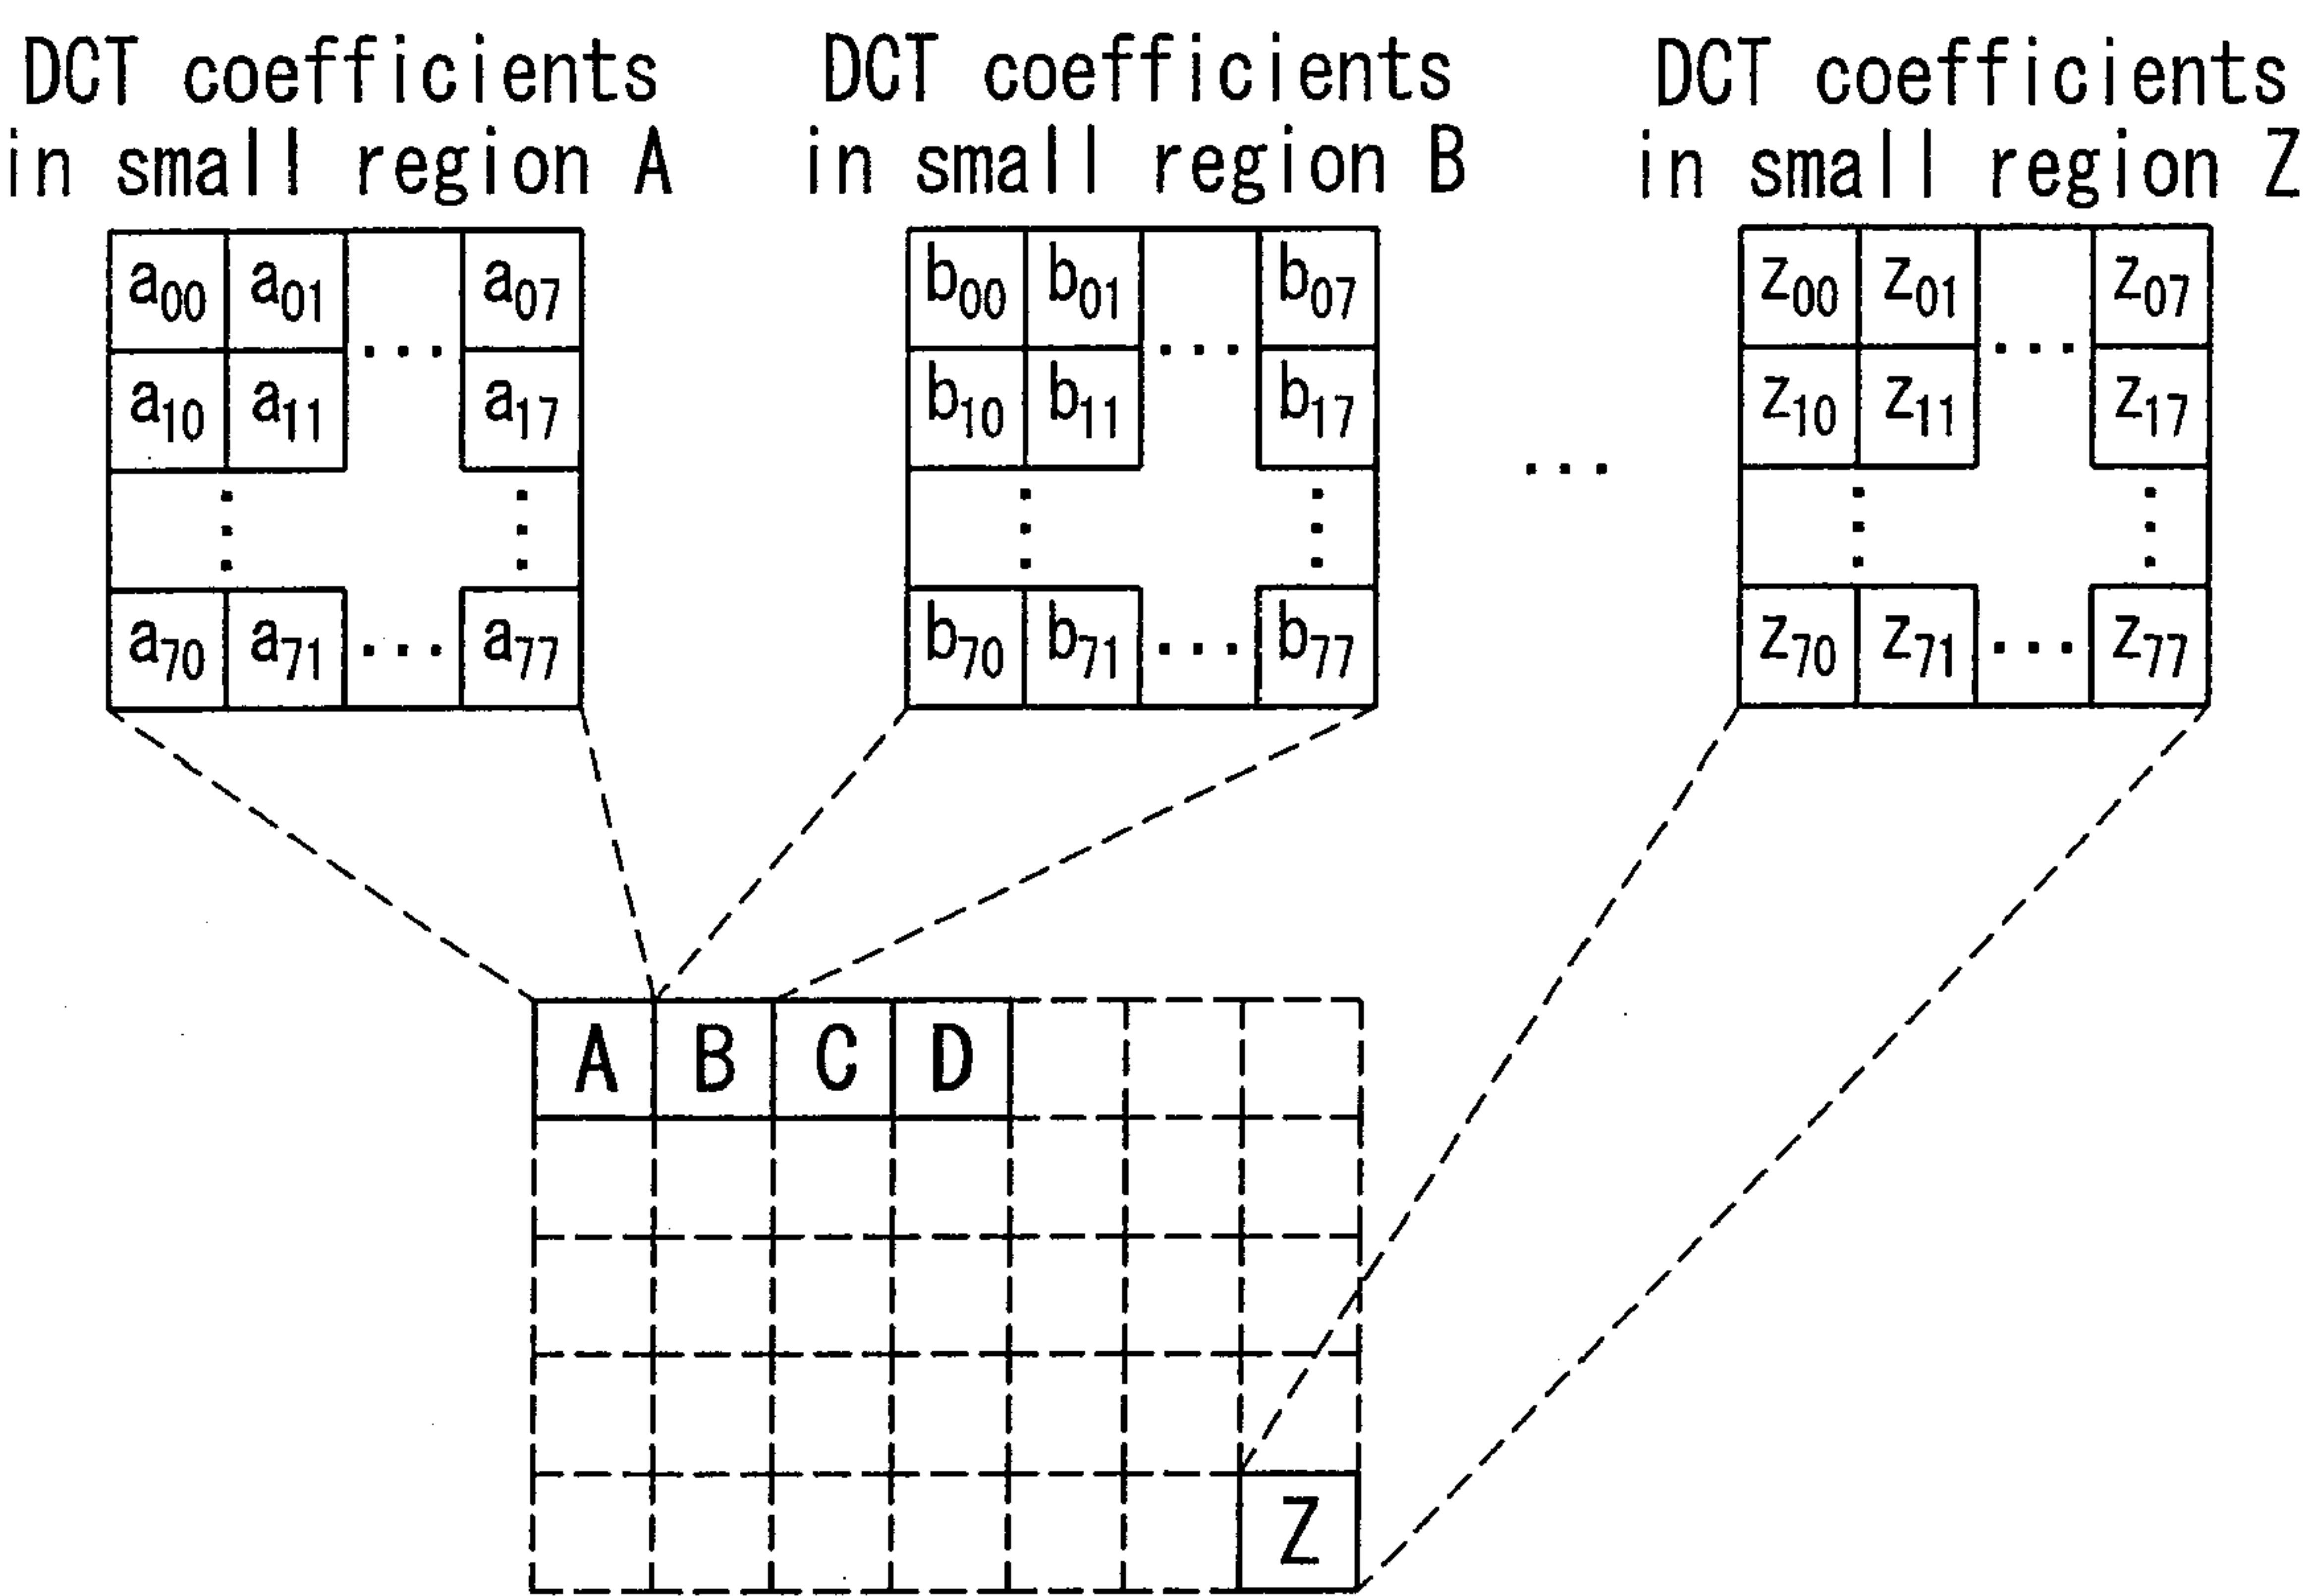 DCT coefficients
in small region A
DCT coefficients
in small region B
DCT coefficients
in small region Z
a00 a01 a07
... 
a10 a11 a17
a70 a71 ... a77
b00 b01 b07
...
b10 b11 b17
b70 b71 ... b77
...
z00 z01 z07
...
z10 z11 z17
z70 z71 ... z77
A B C D
Z